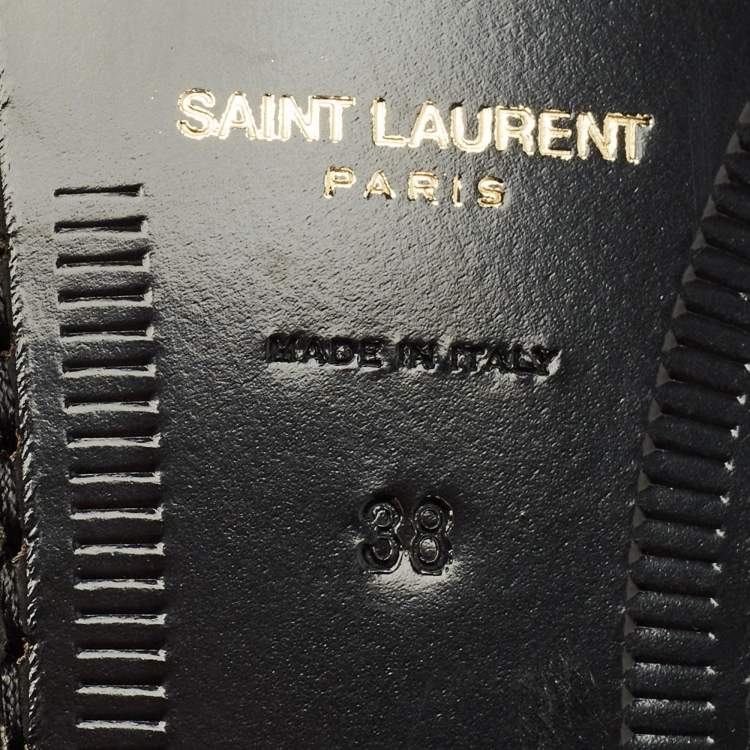 SAINT LAURENT
PARIS
MADE IN ITALY
38